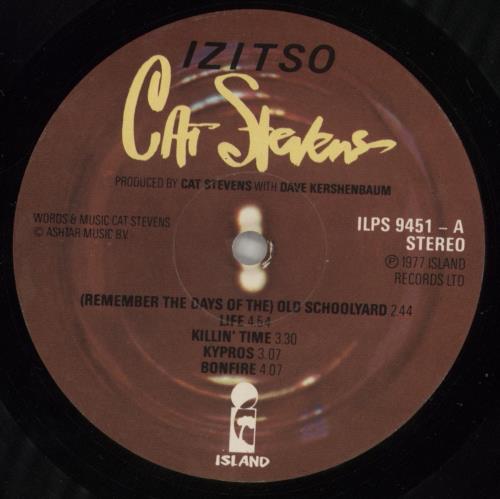 IZITSO
Cat Stevens
PRODUCED BY CAT STEVENS WITH DAVE KERSHENBAUM
WORDS & MUSIC CAT STEVENS
© ASHTAR MUSIC B.V.
ILPS 9451 – A
STEREO
℗ 1977 ISLAND
RECORDS LTD
(REMEMBER THE DAYS OF THE) OLD SCHOOLYARD 2.44
LIFE 4.54
KILLIN' TIME 3.30
KYPROS 3.07
BONFIRE 4.07
ISLAND